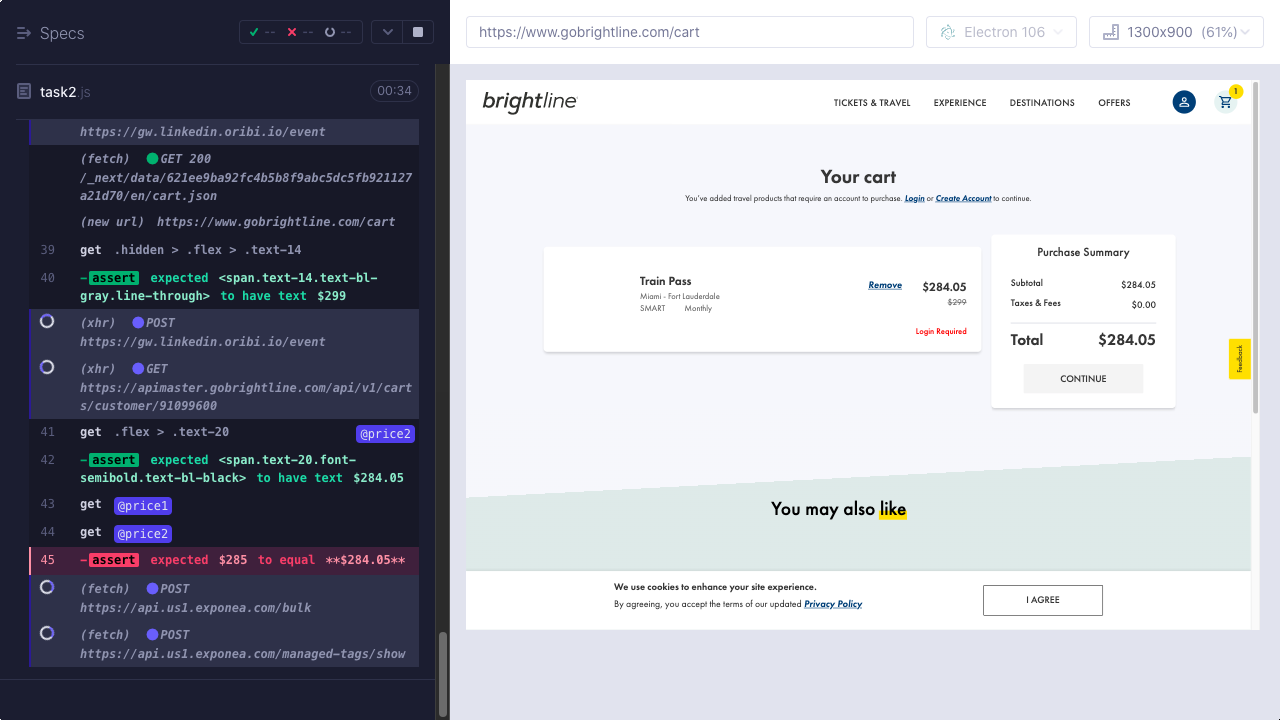 Specs
-- -- --
task2.js
00:34
https://gw.linkedin.oribi.io/event
(fetch) GET 200
/_next/data/621ee9ba92fc4b5b8f9abc5dc5fb921127
a21d70/en/cart.json
(new url) https://www.gobrightline.com/cart
39 get .hidden > .flex > .text-14
40 -assert expected <span.text-14.text-bl-
gray.line-through> to have text $299
(xhr) POST
https://gw.linkedin.oribi.io/event
(xhr) GET
https://apimaster.gobrightline.com/api/v1/cart
s/customer/91099600
41 get .flex > .text-20 @price2
42 -assert expected <span.text-20.font-
semibold.text-bl-black> to have text $284.05
43 get @price1
44 get @price2
45 -assert expected $285 to equal **$284.05**
(fetch) POST
https://api.us1.exponea.com/bulk
(fetch) POST
https://api.us1.exponea.com/managed-tags/show
https://www.gobrightline.com/cart
Electron 106
1300x900 (61%)
brightline
TICKETS & TRAVEL EXPERIENCE DESTINATIONS OFFERS
1
Your cart
You've added travel products that require an account to purchase. Login or Create Account to continue.
Train Pass
Miami - Fort Lauderdale
SMART Monthly
Remove
$284.05
$299
Login Required
Purchase Summary
Subtotal $284.05
Taxes & Fees $0.00
Total $284.05
CONTINUE
Feedback
You may also like
We use cookies to enhance your site experience.
By agreeing, you accept the terms of our updated Privacy Policy
I AGREE